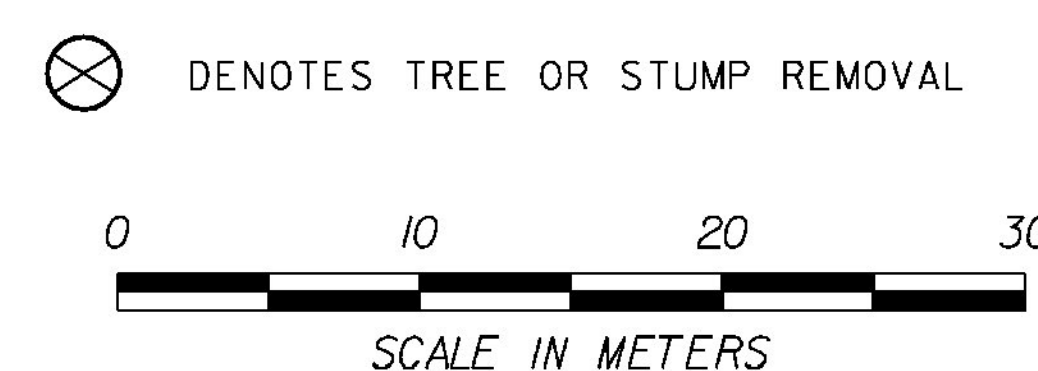 DENOTES TREE OR STUMP REMOVAL
0 10 20 30
SCALE IN METERS